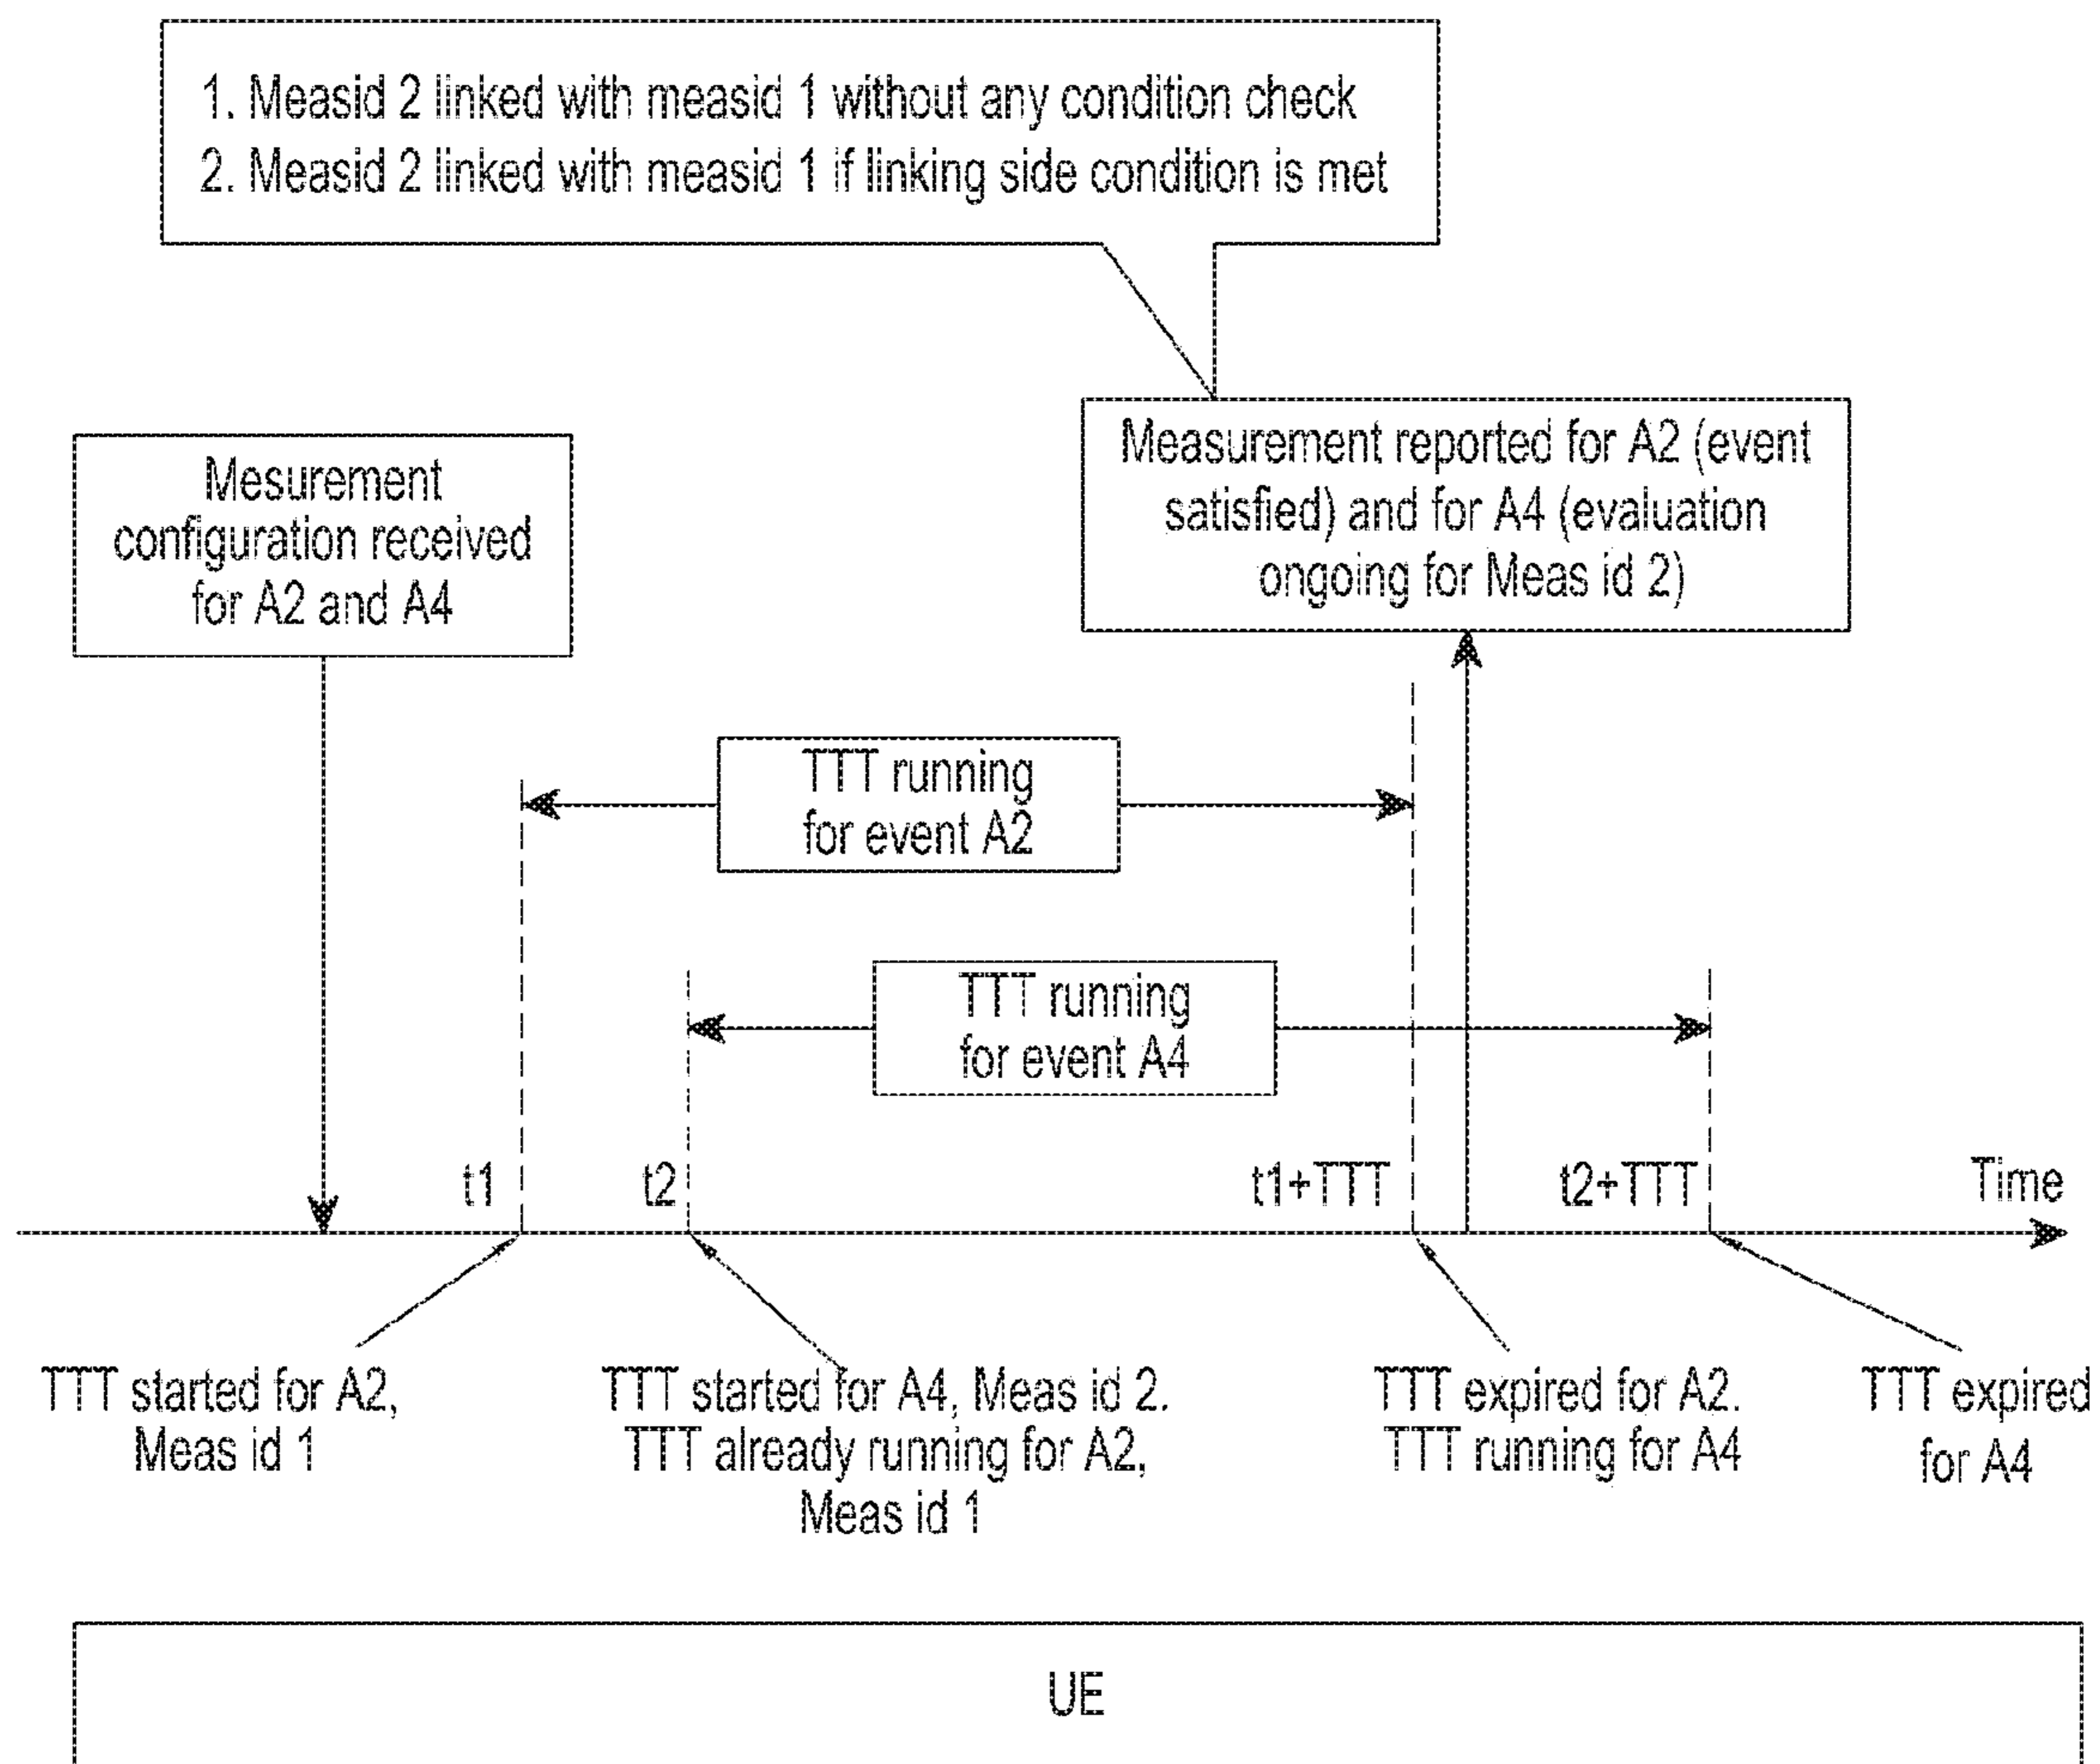 1. Measid 2 linked with measid 1 without any condition check
2. Measid 2 linked with measid 1 if linking side condition is met
Mesurement
configuration received
for A2 and A4
Measurement reported for A2 (event
satisfied) and for A4 (evaluation
ongoing for Meas id 2)
TTT running
for event A2
TTT running
for event A4
t1
t2
t1+TTT
t2+TTT
Time
TTT started for A2,
Meas id 1
TTT started for A4, Meas id 2.
TTT already running for A2,
Meas id 1
TTT expired for A2.
TTT running for A4
TTT expired
for A4
UE